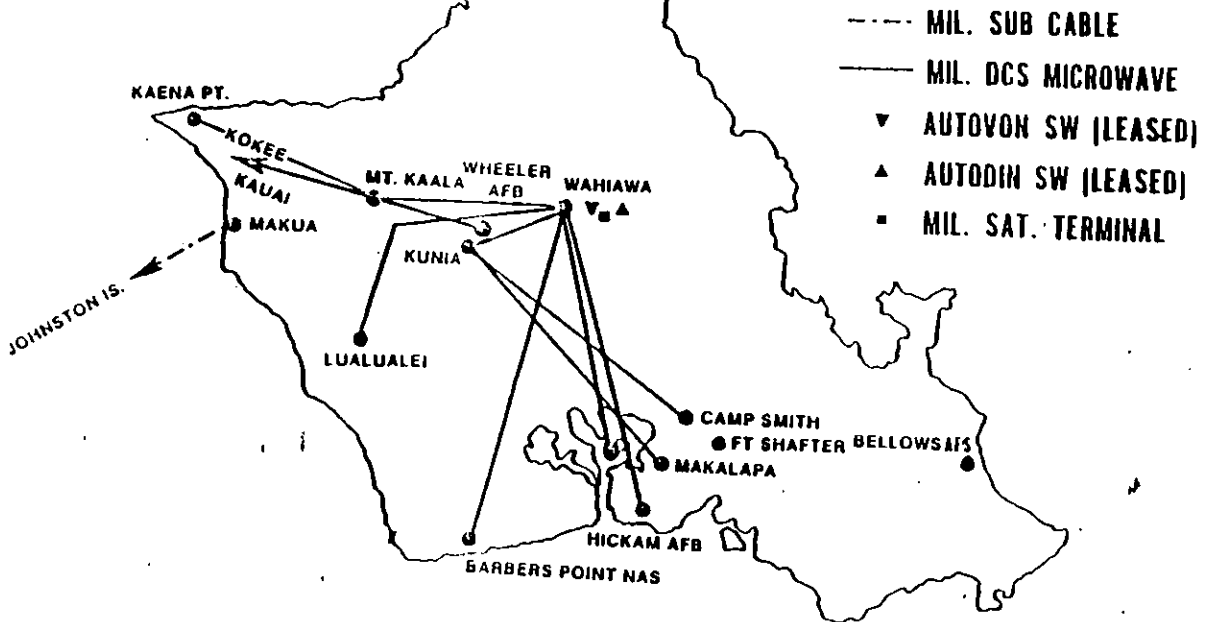 MIL. SUB CABLE
MIL. DCS MICROWAVE
AUTOVON SW (LEASED)
AUTODIN SW (LEASED)
MIL. SAT. TERMINAL
KAENA PT.
KOKEE
KAUAI
MT. KAALA
WHEELER
AFB
WAHIAWA
MAKUA
KUNIA
JOHNSTON IS.
LUALUALEI
CAMP SMITH
FT SHAFTER
BELLOWS AFS
MAKALAPA
HICKAM AFB
BARBERS POINT NAS